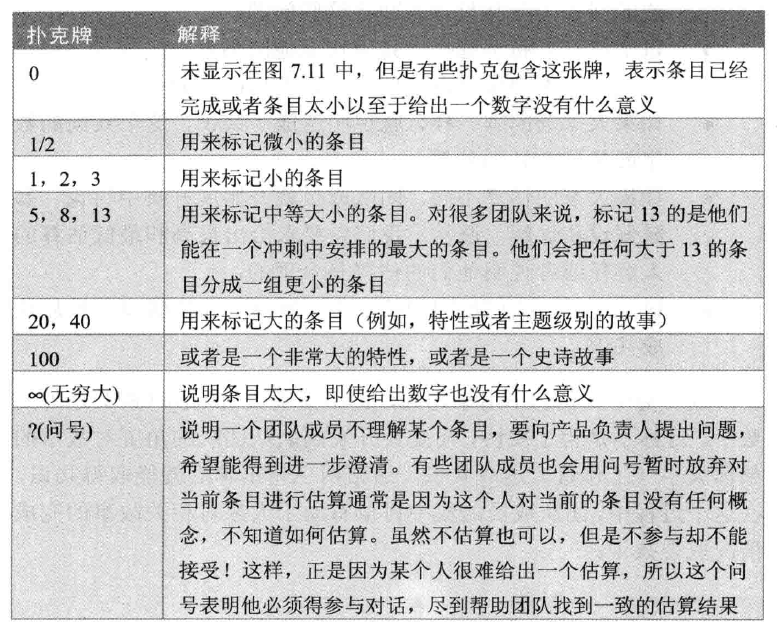 扑克牌 解释
0 未显示在图 7.11 中，但是有些扑克包含这张牌，表示条目已经
完成或者条目太小以至于给出一个数字没有什么意义
1/2 用来标记微小的条目
1，2，3 用来标记小的条目
5，8，13 用来标记中等大小的条目。对很多团队来说，标记 13 的是他们
能在一个冲刺中安排的最大的条目。他们会把任何大于 13 的条
目分成一组更小的条目
20，40 用来标记大的条目（例如，特性或者主题级别的故事）
100 或者是一个非常大的特性，或者是一个史诗故事
∞(无穷大) 说明条目太大，即使给出数字也没有什么意义
?(问号) 说明一个团队成员不理解某个条目，要向产品负责人提出问题，
希望能得到进一步澄清。有些团队成员也会用问号暂时放弃对
当前条目进行估算通常是因为这个人对当前的条目没有任何概
念，不知道如何估算。虽然不估算也可以，但是不参与却不能
接受！这样，正是因为某个人很难给出一个估算，所以这个问
号表明他必须得参与对话，尽到帮助团队找到一致的估算结果